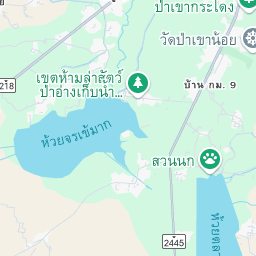 ป่าเขากระโดง
วัดป่าเขาน้อย
เขตห้ามล่าสัตว์
ป่าอ่างเก็บน้ำ...
บ้าน กม. 9
218
ห้วยจรเข้มาก
สวนนก
2445